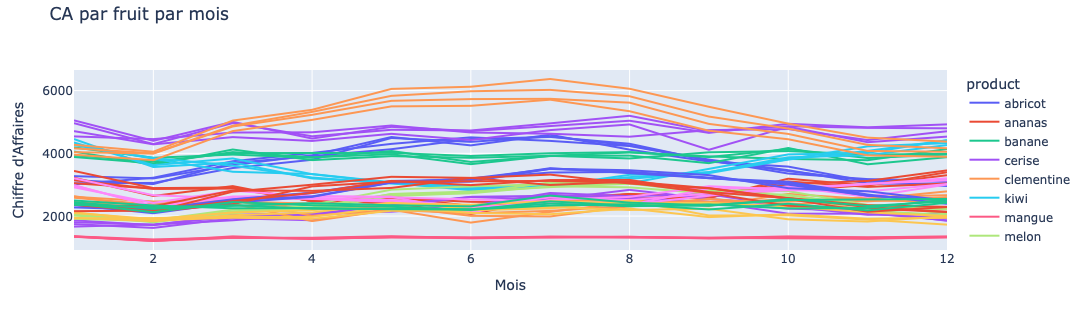 CA par fruit par mois
product
abricot
ananas
banane
cerise
clementine
kiwi
mangue
melon
Chiffre d'Affaires
6000
4000
2000
2
4
6
8
10
12
Mois